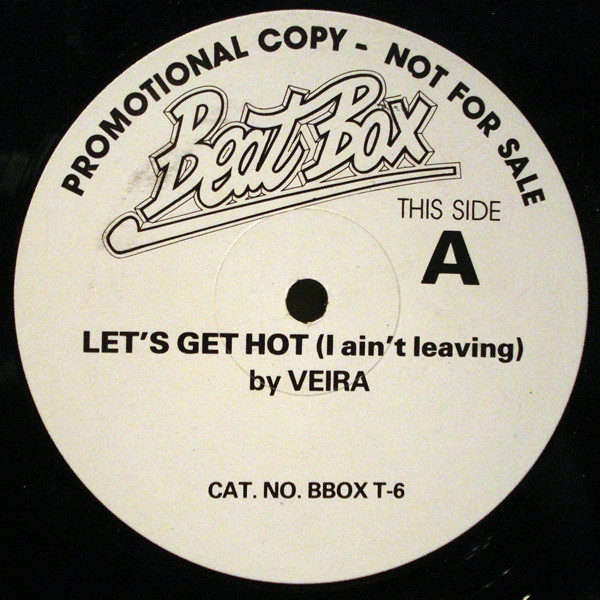 PROMOTIONAL COPY - NOT FOR SALE
Beat Box
THIS SIDE
A
LET'S GET HOT (I ain't leaving)
by VEIRA
CAT. NO. BBOX T-6